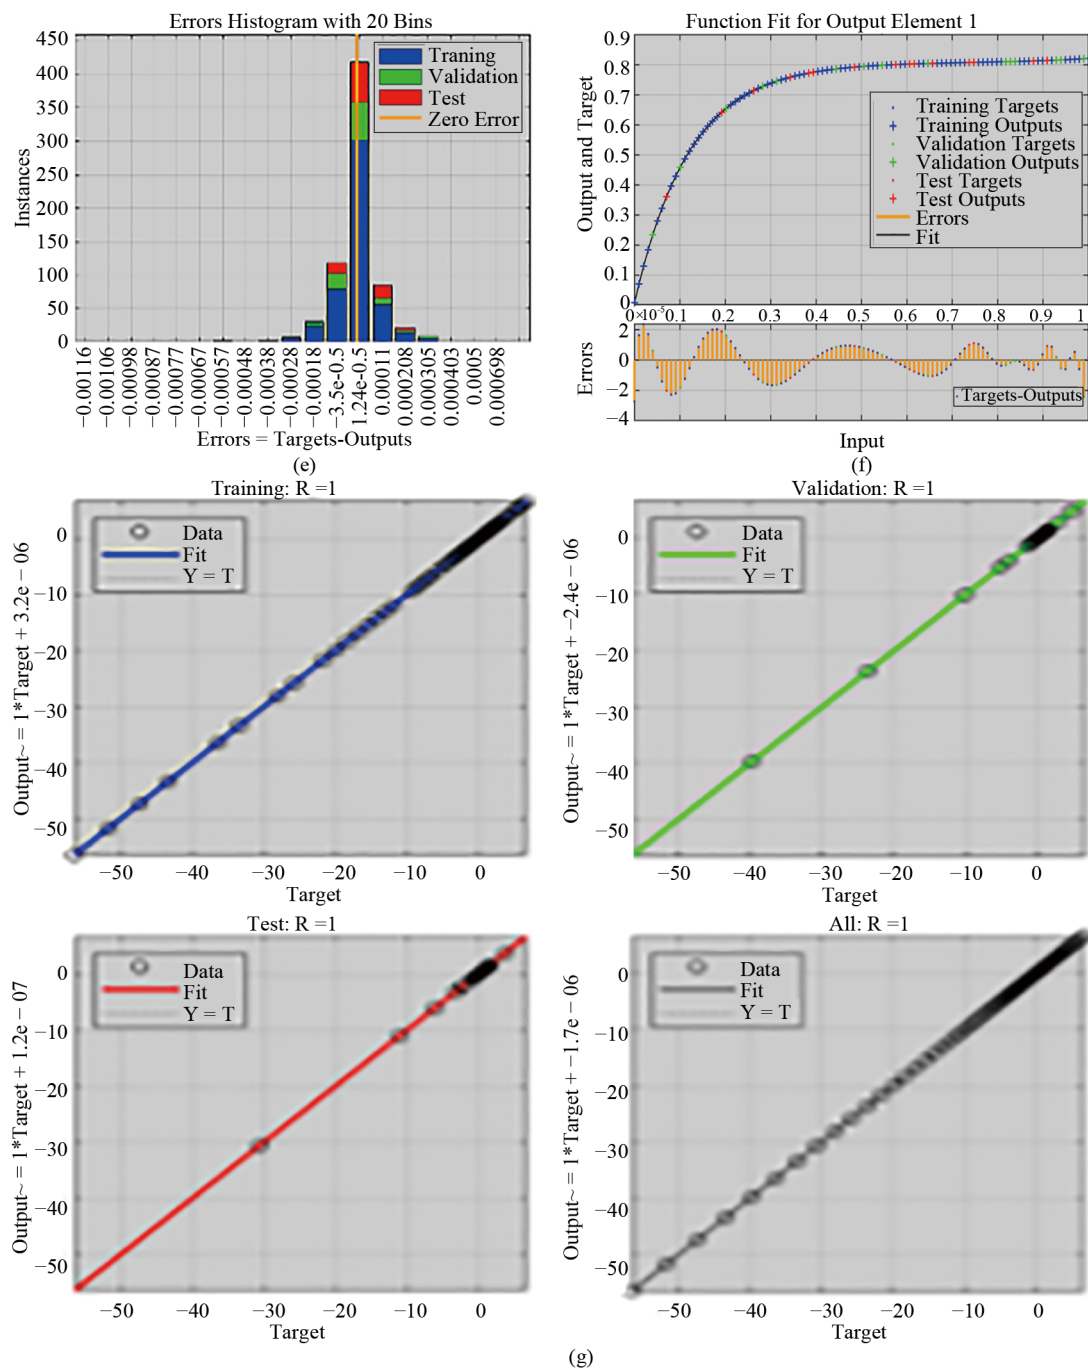 Errors Histogram with 20 Bins
450
400
350
300
250
200
150
100
50
0
Instances
Traning
Validation
Test
Zero Error
−0.00116
−0.00106
−0.00098
−0.00087
−0.00077
−0.00067
−0.00057
−0.00048
−0.00038
−0.00028
−0.00018
−3.5e-0.5
1.24e-0.5
0.00011
0.000208
0.000305
0.000403
0.0005
0.000698
Errors = Targets-Outputs
(e)
Function Fit for Output Element 1
0.9
0.8
0.7
0.6
0.5
0.4
0.3
0.2
0.1
0
Output and Target
Training Targets
Training Outputs
Validation Targets
Validation Outputs
Test Targets
Test Outputs
Errors
Fit
0 ×10⁻⁵ 0.1 0.2 0.3 0.4 0.5 0.6 0.7 0.8 0.9 1
2
0
−2
−4
Errors
Targets-Outputs
Input
(f)
Training: R =1
Data
Fit
Y = T
0
−10
−20
−30
−40
−50
Output~ = 1*Target + 3.2e − 06
−50 −40 −30 −20 −10 0
Target
Validation: R =1
Data
Fit
Y = T
0
−10
−20
−30
−40
−50
Output~ = 1*Target + −2.4e − 06
−50 −40 −30 −20 −10 0
Target
Test: R =1
Data
Fit
Y = T
0
−10
−20
−30
−40
−50
Output~ = 1*Target + 1.2e − 07
−50 −40 −30 −20 −10 0
Target
All: R =1
Data
Fit
Y = T
0
−10
−20
−30
−40
−50
Output~ = 1*Target + −1.7e − 06
−50 −40 −30 −20 −10 0
Target
(g)